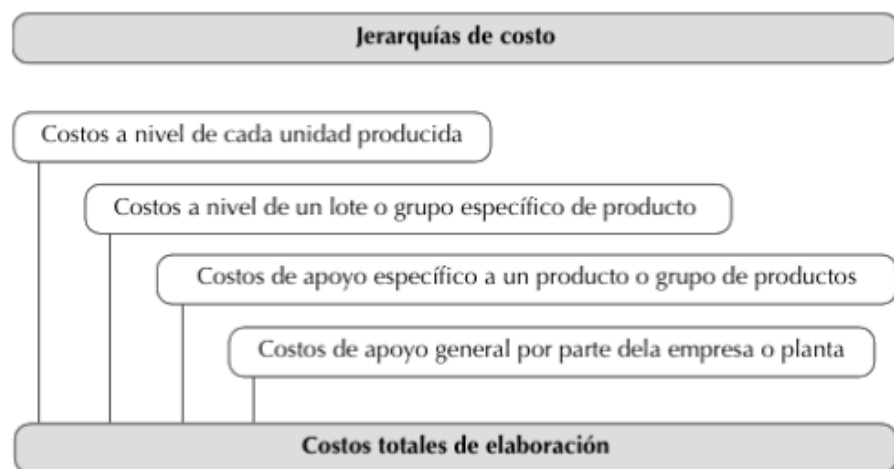 Jerarquías de costo
Costos a nivel de cada unidad producida
Costos a nivel de un lote o grupo específico de producto
Costos de apoyo específico a un producto o grupo de productos
Costos de apoyo general por parte dela empresa o planta
Costos totales de elaboración